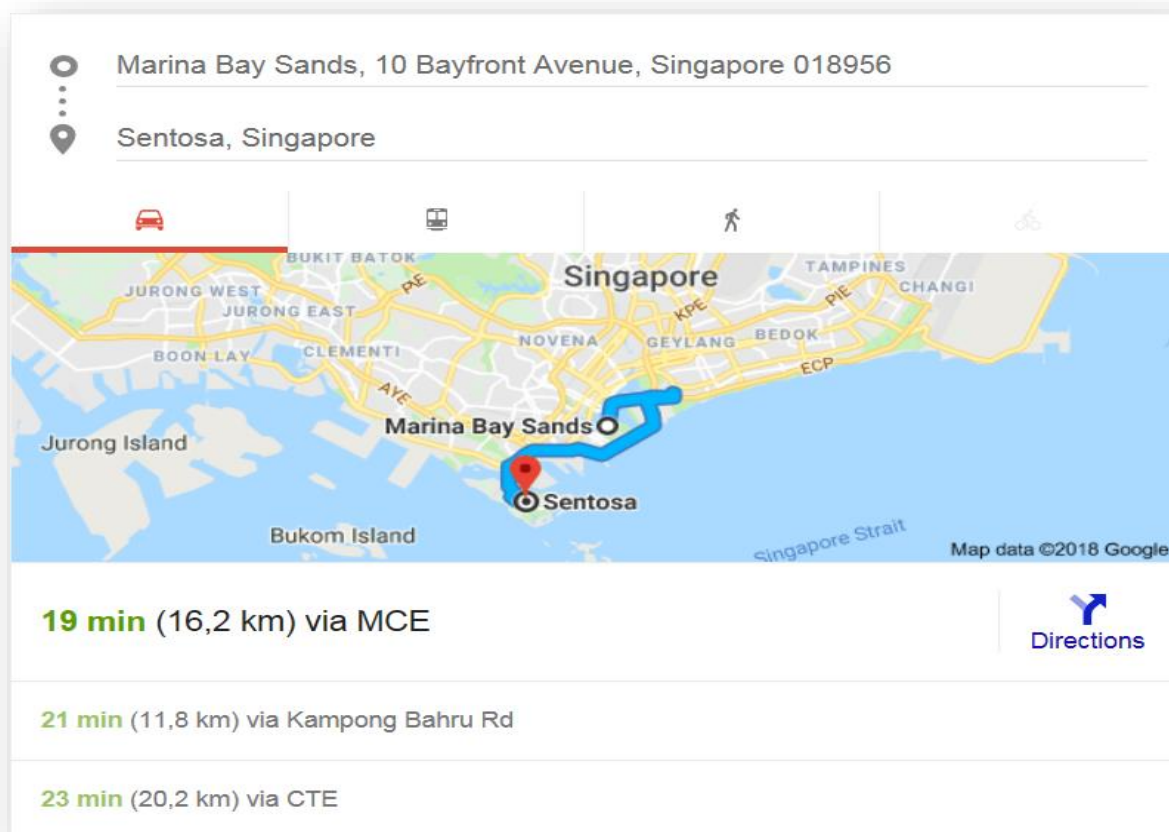 Marina Bay Sands, 10 Bayfront Avenue, Singapore 018956
Sentosa, Singapore
BUKIT BATOK
Singapore
TAMPINES
JURONG WEST
PIE
CHANGI
JURONG EAST
KPE
PIE
NOVENA
GEYLANG
BEDOK
BOON LAY
CLEMENTI
ECP
AYE
Marina Bay Sands
Jurong Island
Sentosa
Bukom Island
Singapore Strait
Map data ©2018 Google
19 min (16,2 km) via MCE
Directions
21 min (11,8 km) via Kampong Bahru Rd
23 min (20,2 km) via CTE